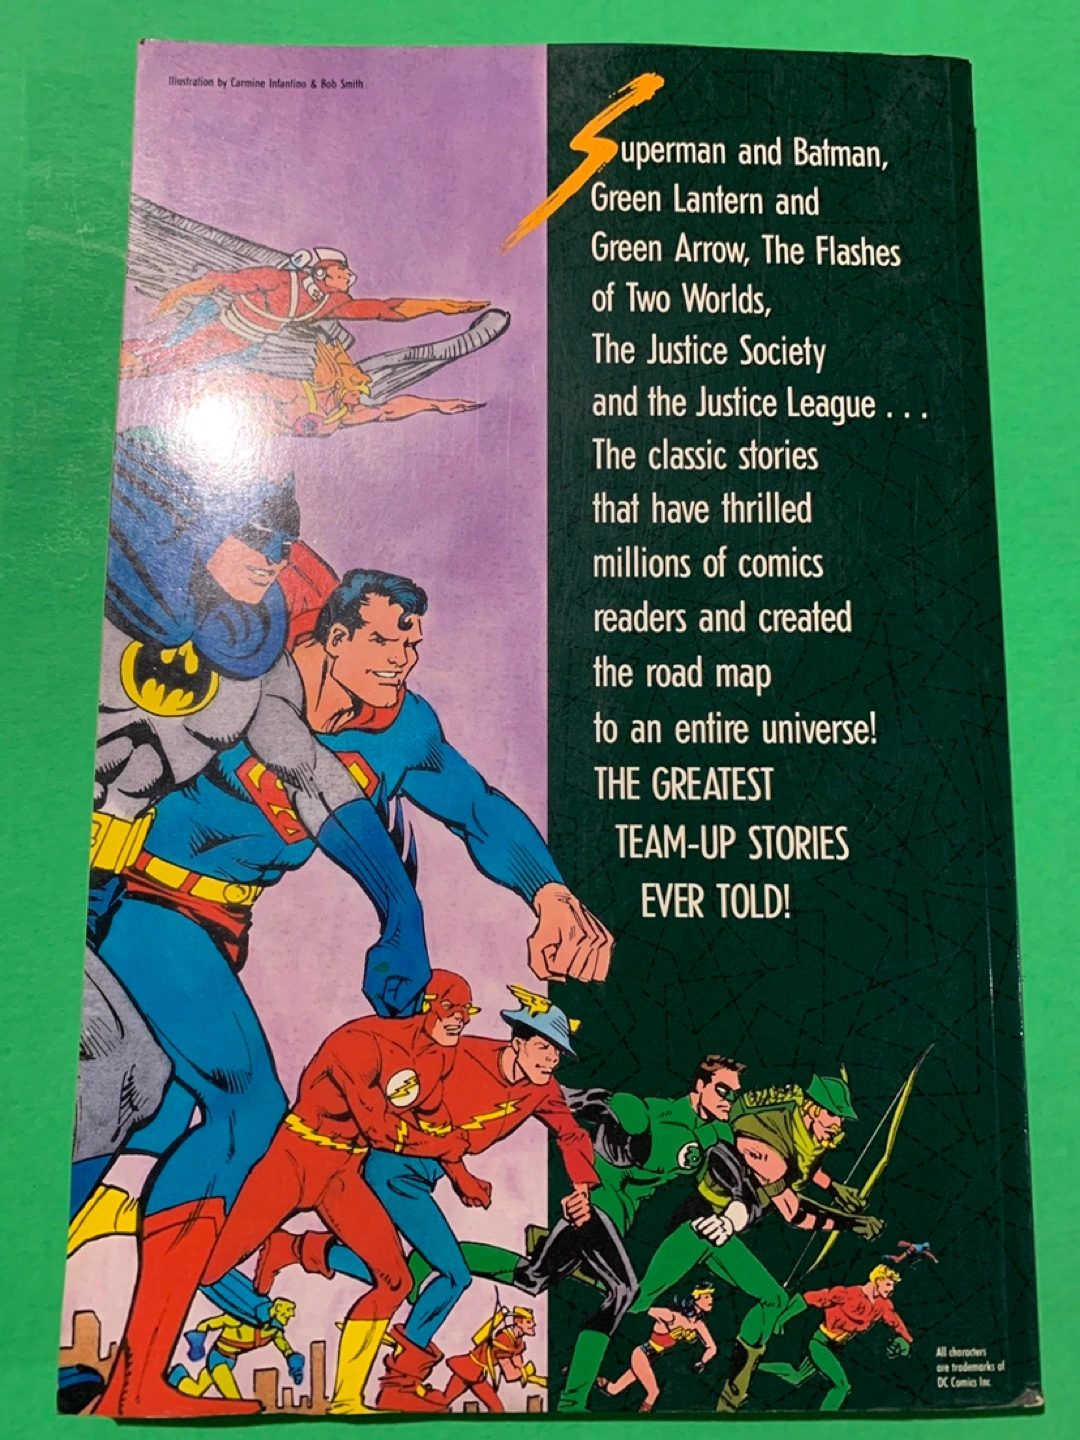 Illustration by Carmine Infantino & Bob Smith
Superman and Batman,
Green Lantern and
Green Arrow, The Flashes
of Two Worlds,
The Justice Society
and the Justice League . . .
The classic stories
that have thrilled
millions of comics
readers and created
the road map
to an entire universe!
THE GREATEST
TEAM-UP STORIES
EVER TOLD!
All characters
are trademarks of
DC Comics Inc.